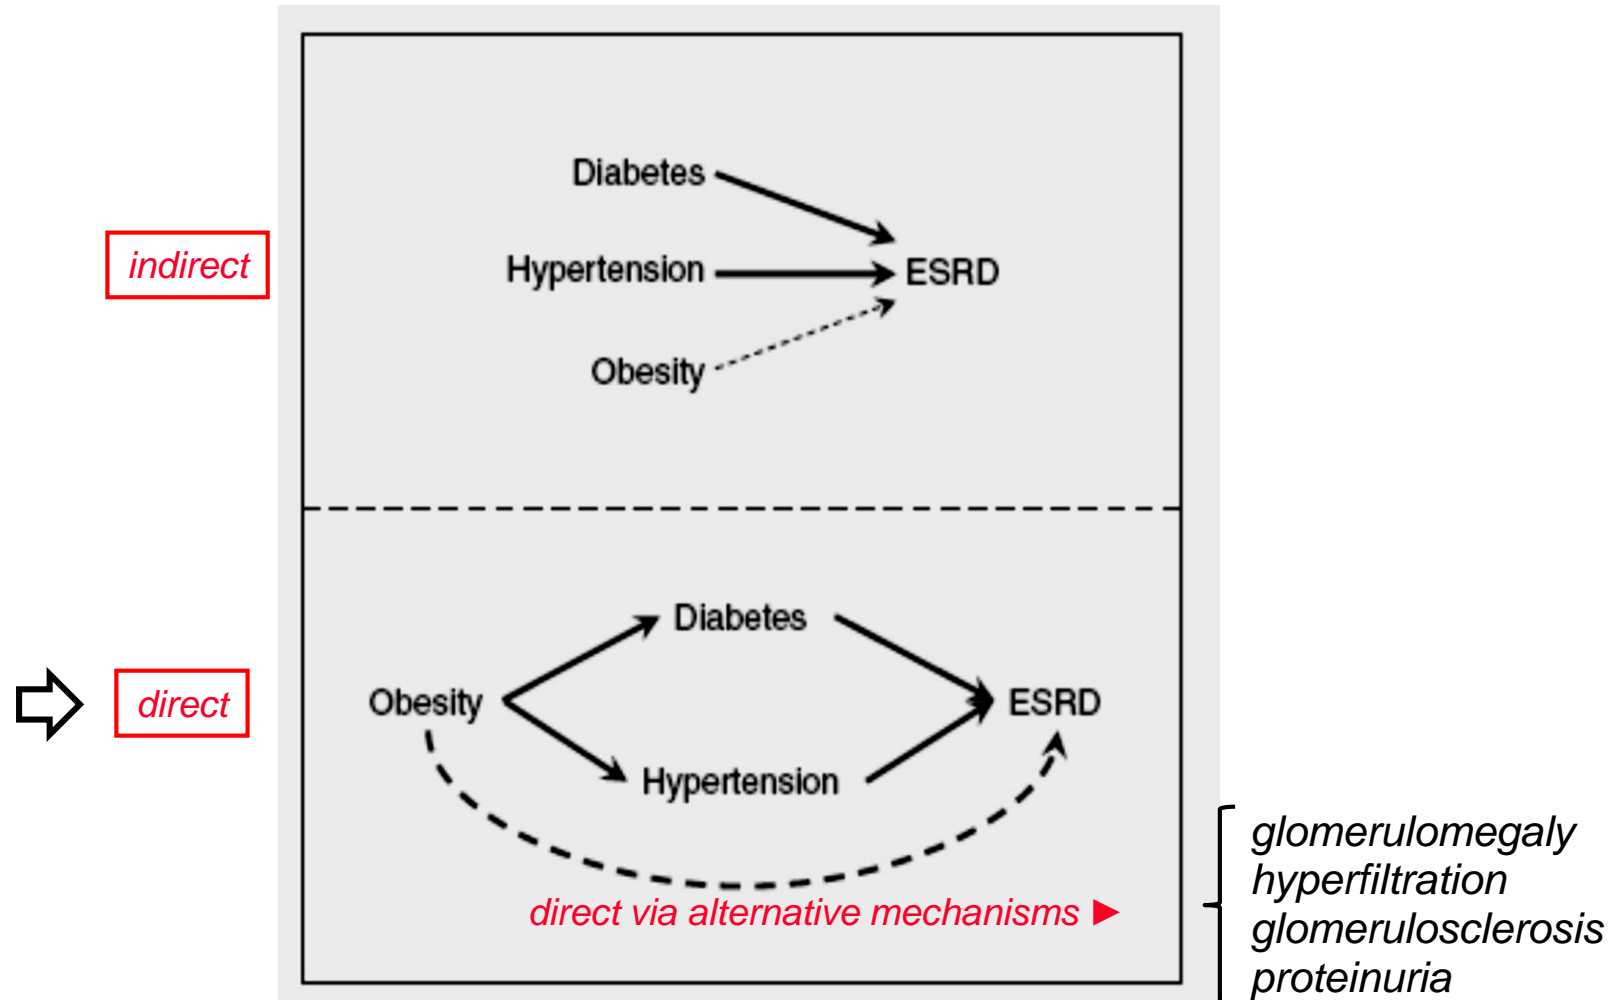 Diabetes
indirect
Hypertension
ESRD
Obesity
Diabetes
direct
Obesity
ESRD
Hypertension
direct via alternative mechanisms ►
glomerulomegaly
hyperfiltration
glomerulosclerosis
proteinuria